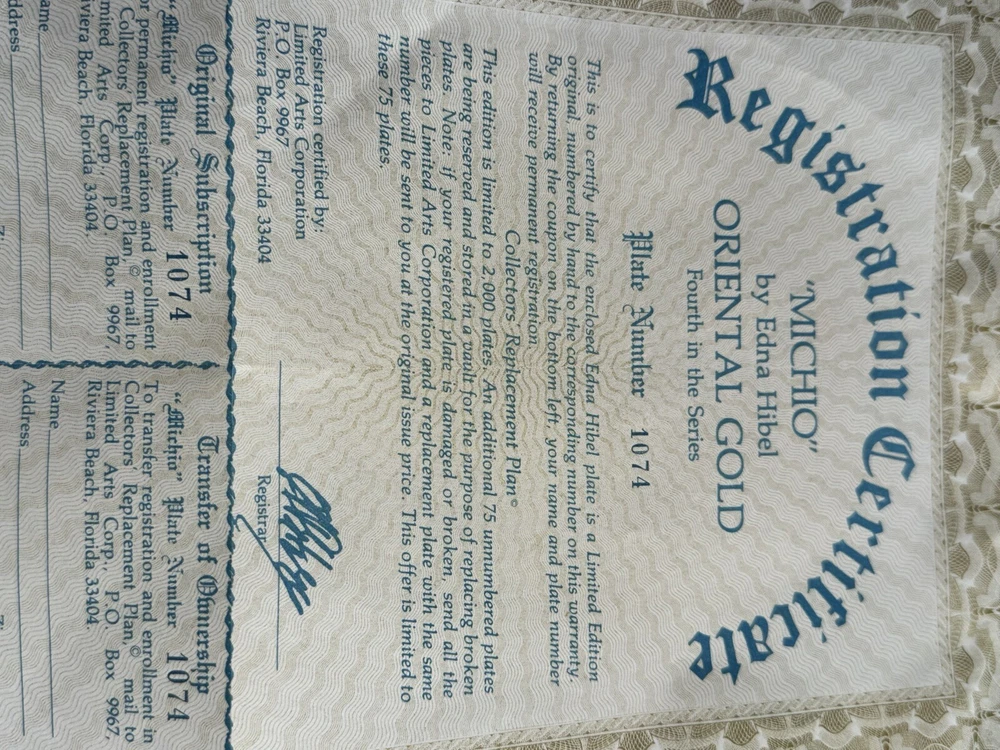 Registration Certificate
"MICHIO"
by Edna Hibel
ORIENTAL GOLD
Fourth in the Series
Plate Number 1074
This is to certify that the enclosed Edna Hibel plate is a Limited Edition
original, numbered by hand to the corresponding number on this warranty.
By returning the coupon on the bottom left, your name and plate number
will receive permanent registration.
Collectors Replacement Plan©
This edition is limited to 2,000 plates. An additional 75 unnumbered plates
are being reserved and stored in a vault for the purpose of replacing broken
plates. Note: if your registered plate is damaged or broken, send all the
pieces to Limited Arts Corporation and a replacement plate with the same
number will be sent to you at the original issue price. This offer is limited to
these 75 plates.
Registration certified by:
Limited Arts Corporation
P.O. Box 9967
Riviera Beach, Florida 33404
Registrar
Original Subscription
"Michio" Plate Number 1074
or permanent registration and enrollment
Collectors Replacement Plan,© mail to
mited Arts Corp., P.O. Box 9967,
iviera Beach, Florida 33404.
ame
ddress
Transfer of Ownership
"Michio" Plate Number 1074
To transfer registration and enrollment in
Collectors Replacement Plan,© mail to
Limited Arts Corp., P.O. Box 9967,
Riviera Beach, Florida 33404.
Name
Address